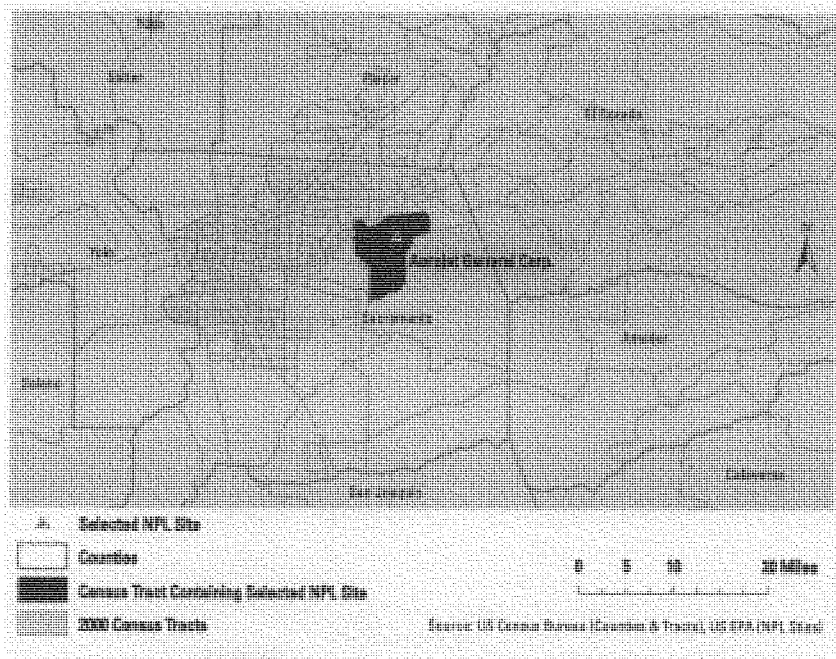 Yuba
Sutter
Placer
El Dorado
Yolo
Aerojet General Corp.
Sacramento
Amador
Solano
Calaveras
San Joaquin
Selected NPL Site
Counties
0 5 10 20 Miles
Census Tract Containing Selected NPL Site
2000 Census Tracts
Source: US Census Bureau (Counties & Tracts), US EPA (NPL Sites)